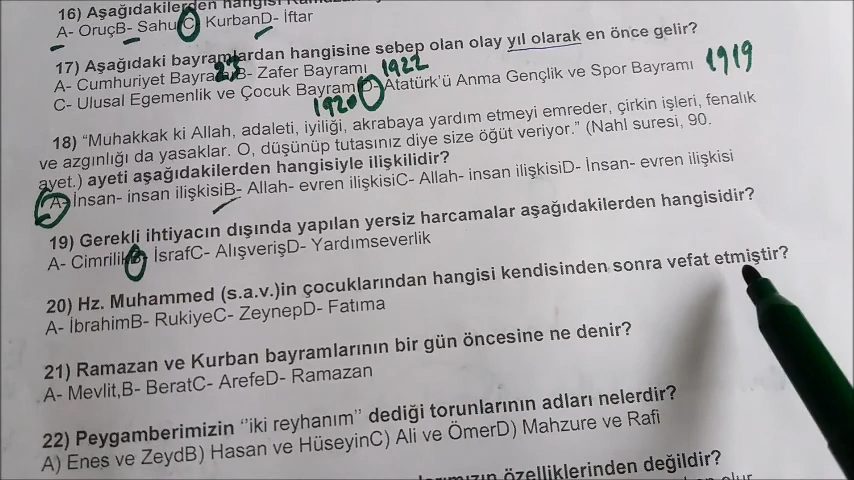 16) Aşağıdakilerden hangisi
A- OruçB- Sahu C KurbanD- İftar
17) Aşağıdaki bayramlardan hangisine sebep olan olay yıl olarak en önce gelir?
A- Cumhuriyet Bayra 23 B- Zafer Bayramı 1922
C- Ulusal Egemenlik ve Çocuk Bayram D- Atatürk'ü Anma Gençlik ve Spor Bayramı 1919
1920
18) "Muhakkak ki Allah, adaleti, iyiliği, akrabaya yardım etmeyi emreder, çirkin işleri, fenalık
ve azgınlığı da yasaklar. O, düşünüp tutasınız diye size öğüt veriyor." (Nahl suresi, 90.
ayet.) ayeti aşağıdakilerden hangisiyle ilişkilidir?
A- İnsan- insan ilişkisiB- Allah- evren ilişkisiC- Allah- insan ilişkisiD- İnsan- evren ilişkisi
19) Gerekli ihtiyacın dışında yapılan yersiz harcamalar aşağıdakilerden hangisidir?
A- CimrilikB- İsrafC- AlışverişD- Yardımseverlik
20) Hz. Muhammed (s.a.v.)in çocuklarından hangisi kendisinden sonra vefat etmiştir?
A- İbrahimB- RukiyeC- ZeynepD- Fatıma
21) Ramazan ve Kurban bayramlarının bir gün öncesine ne denir?
A- Mevlit,B- BeratC- ArefeD- Ramazan
22) Peygamberimizin "iki reyhanım" dediği torunlarının adları nelerdir?
A) Enes ve ZeydB) Hasan ve HüseyinC) Ali ve ÖmerD) Mahzure ve Rafi
özelliklerinden değildir?